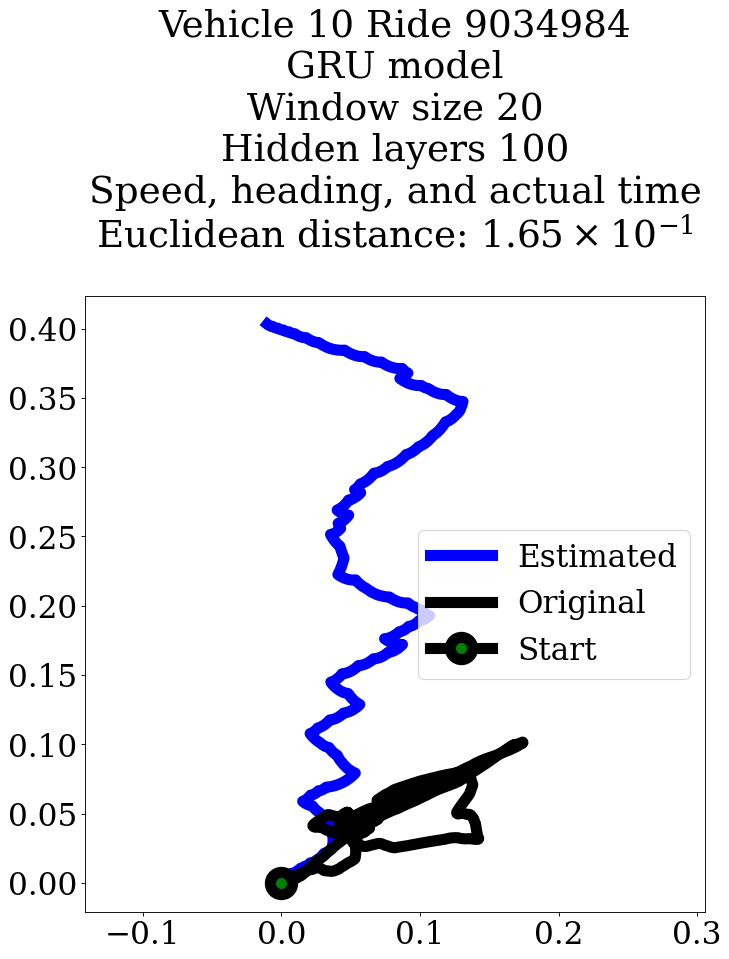 Vehicle 10 Ride 9034984
GRU model
Window size 20
Hidden layers 100
Speed, heading, and actual time
Euclidean distance: 1.65 × 10⁻¹
0.40
0.35
0.30
0.25
0.20
0.15
0.10
0.05
0.00
Estimated
Original
Start
−0.1
0.0
0.1
0.2
0.3